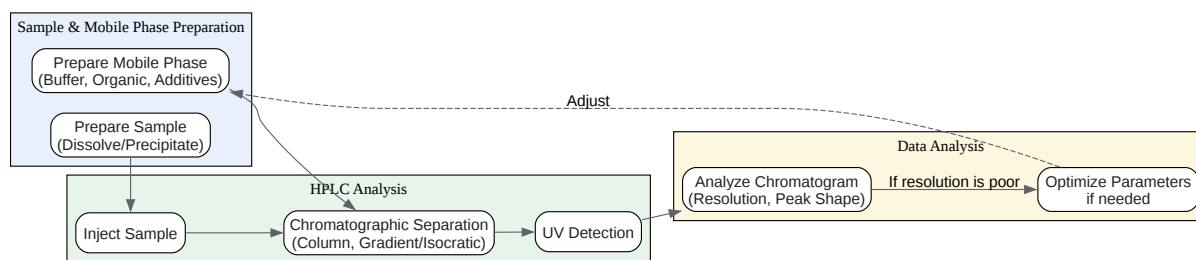 Sample & Mobile Phase Preparation
Prepare Mobile Phase
(Buffer, Organic, Additives)
Prepare Sample
(Dissolve/Precipitate)
Adjust
HPLC Analysis
Inject Sample
Chromatographic Separation
(Column, Gradient/Isocratic)
UV Detection
Data Analysis
Analyze Chromatogram
(Resolution, Peak Shape)
If resolution is poor
Optimize Parameters
if needed